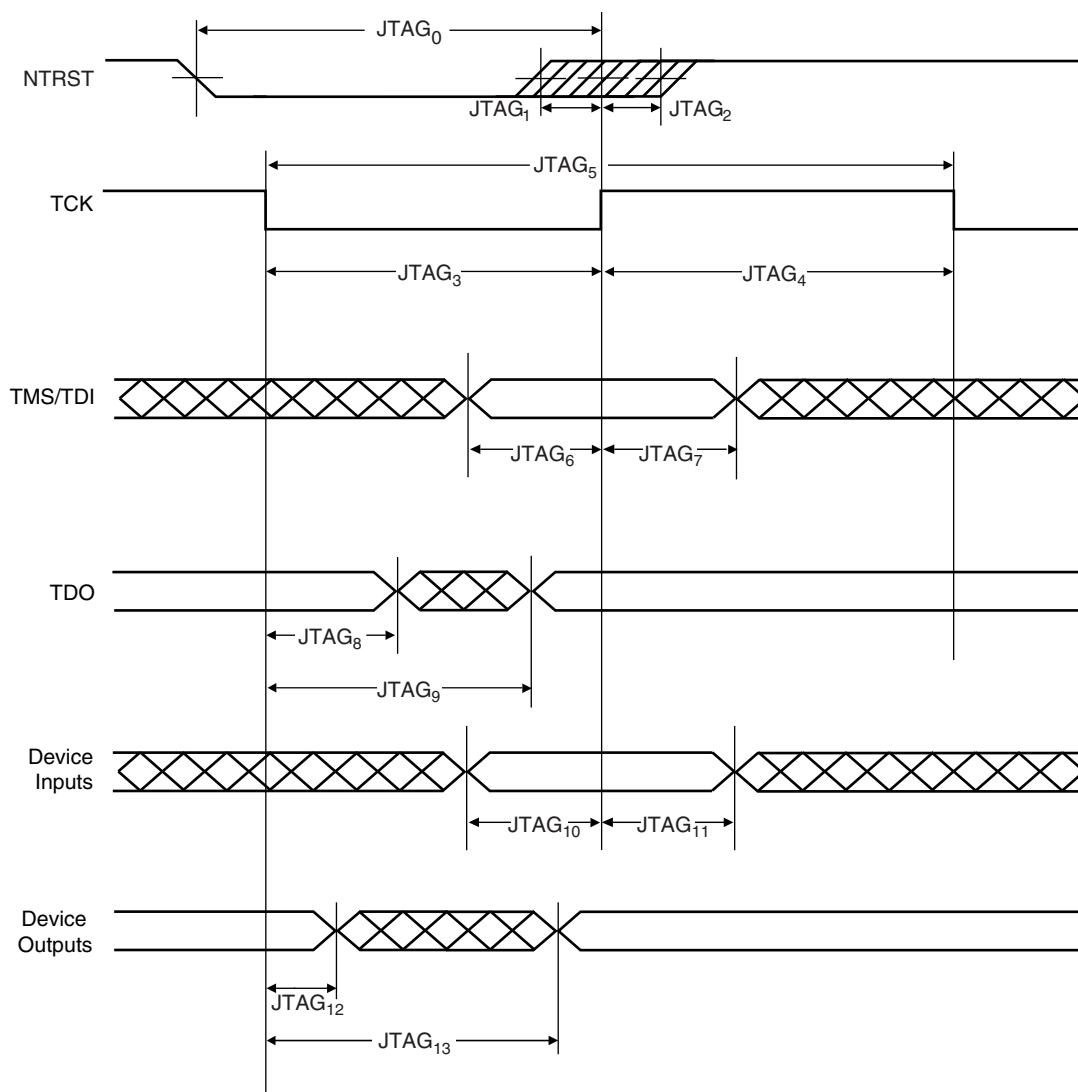 JTAG₀
NTRST
JTAG₁
JTAG₂
JTAG₅
TCK
JTAG₃
JTAG₄
TMS/TDI
JTAG₆
JTAG₇
TDO
JTAG₈
JTAG₉
Device
Inputs
JTAG₁₀
JTAG₁₁
Device
Outputs
JTAG₁₂
JTAG₁₃